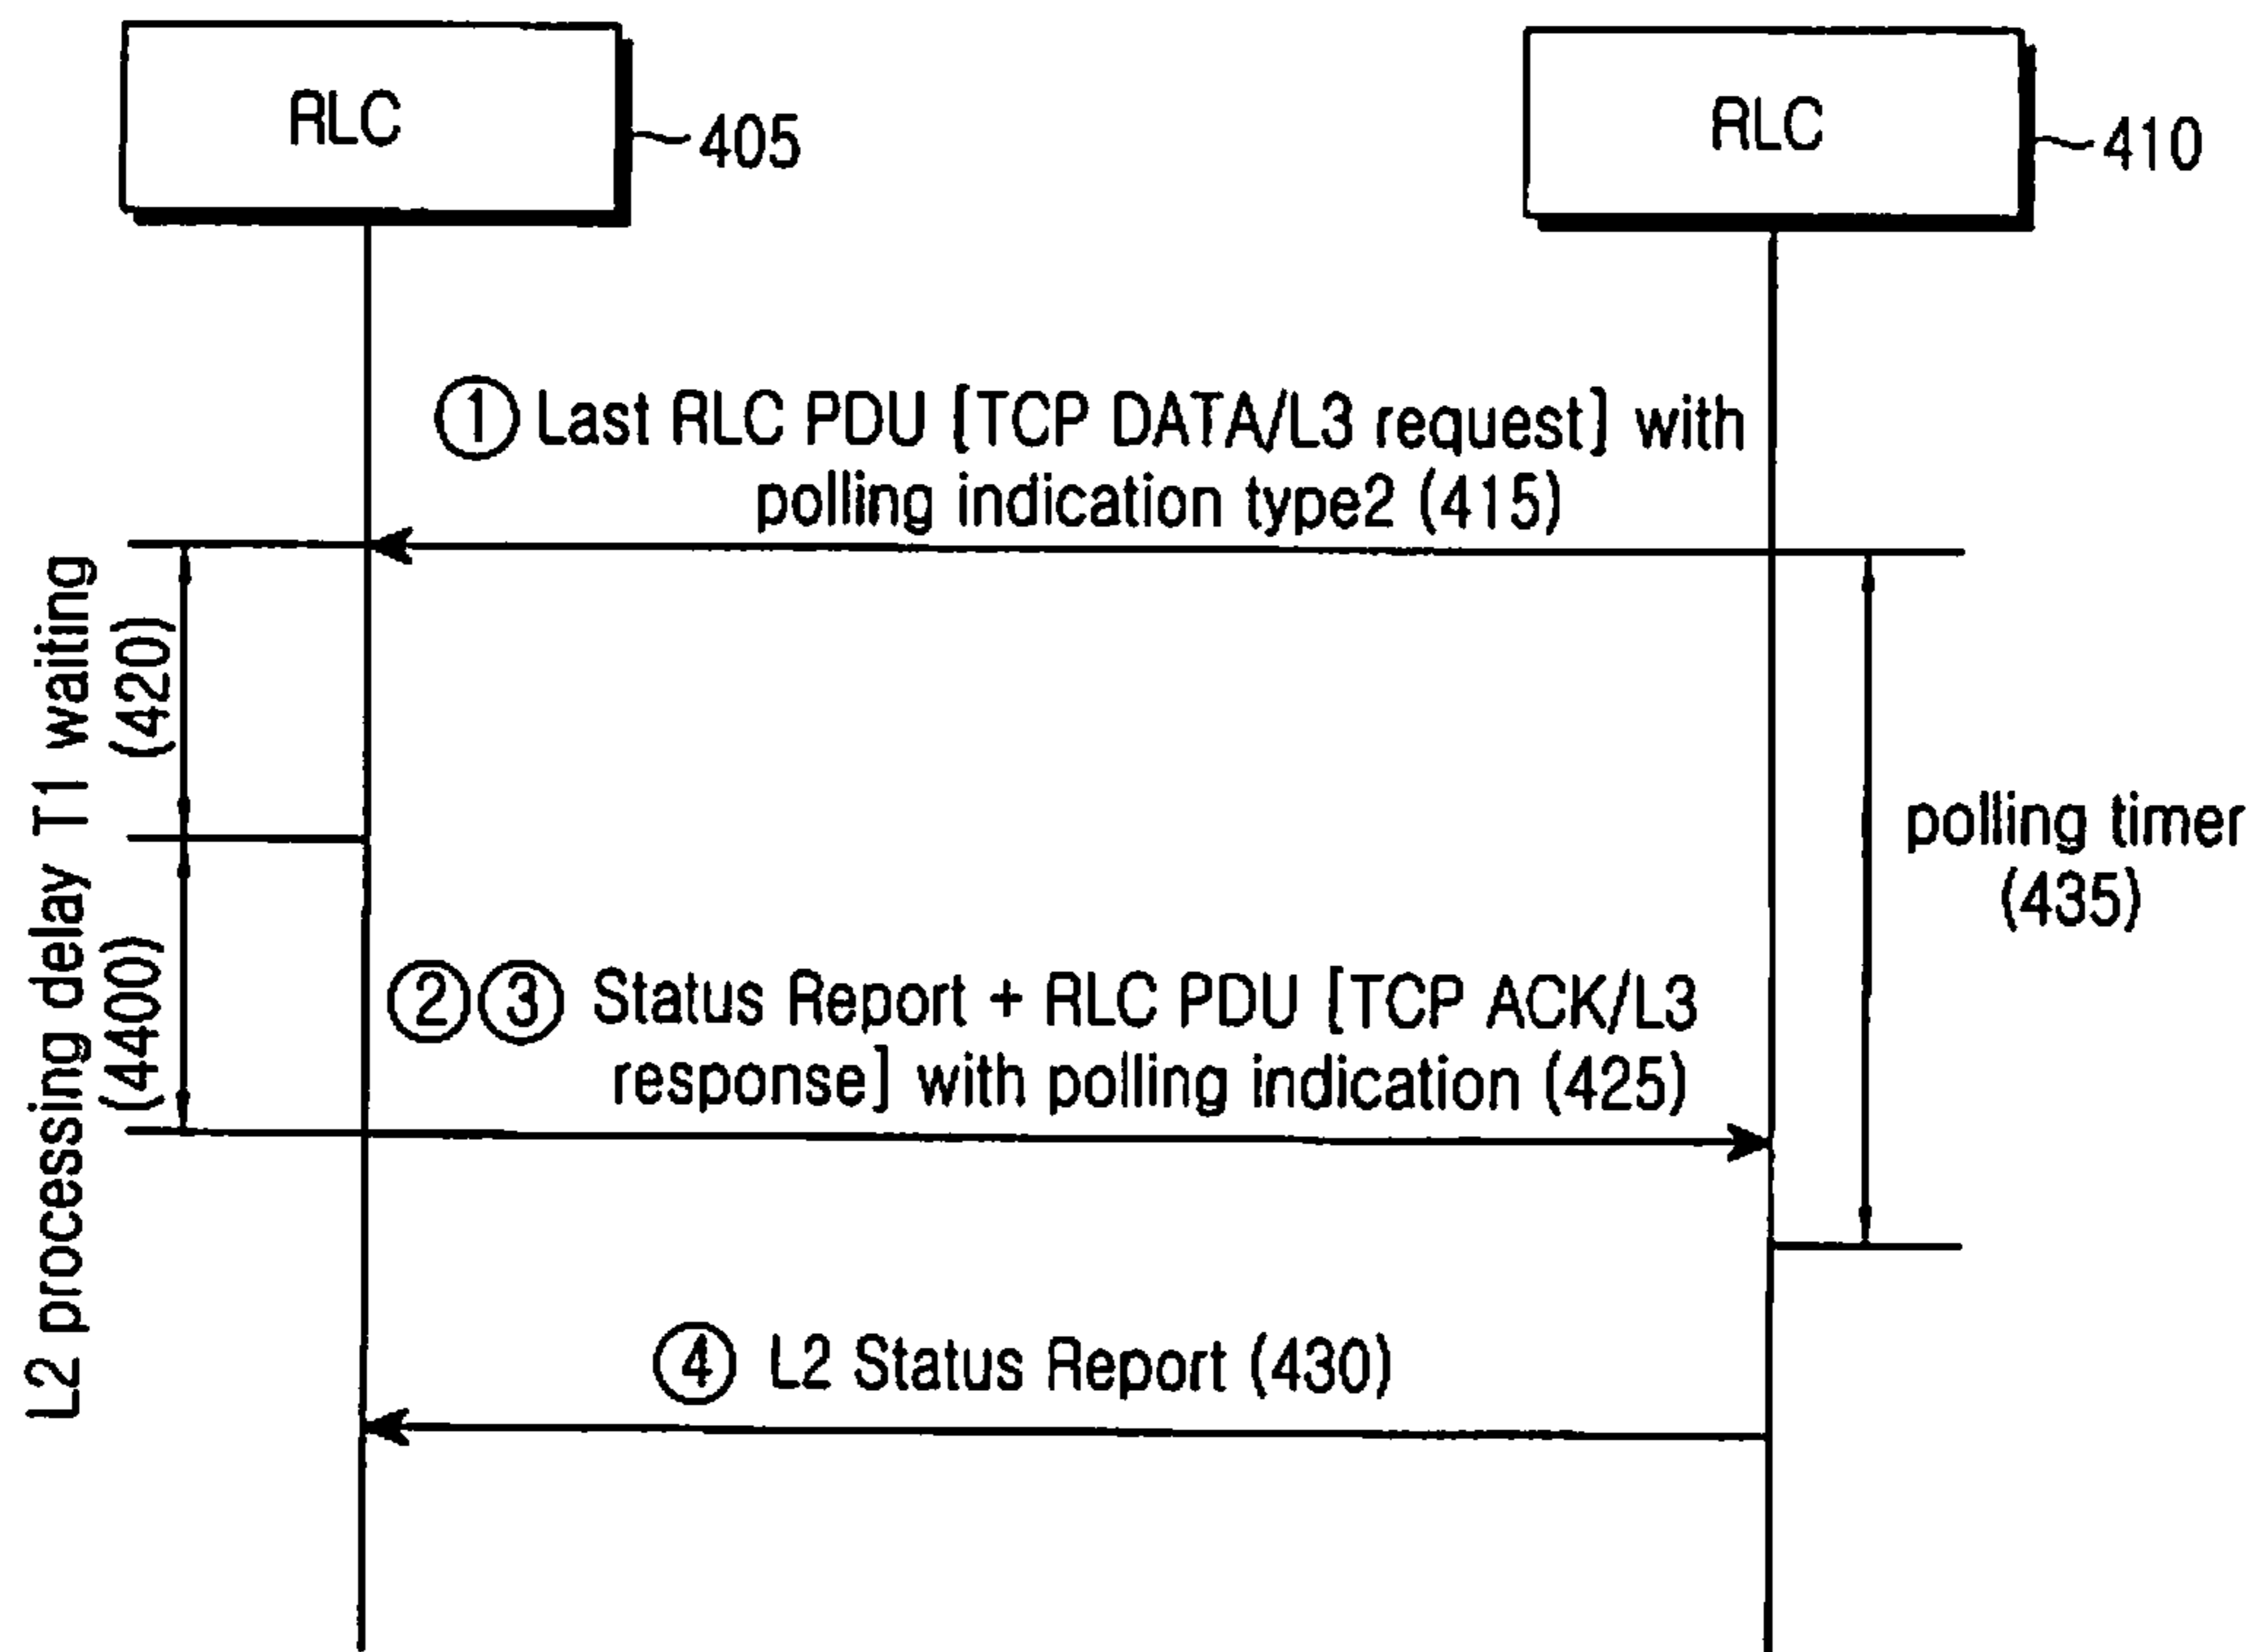 RLC
405
RLC
410
① Last RLC PDU [TCP DATA/L3 request] with
polling indication type2 (415)
T1 waiting
(420)
polling timer
(435)
L2 processing delay
(4400)
②③ Status Report + RLC PDU [TCP ACK/L3
response] with polling indication (425)
④ L2 Status Report (430)